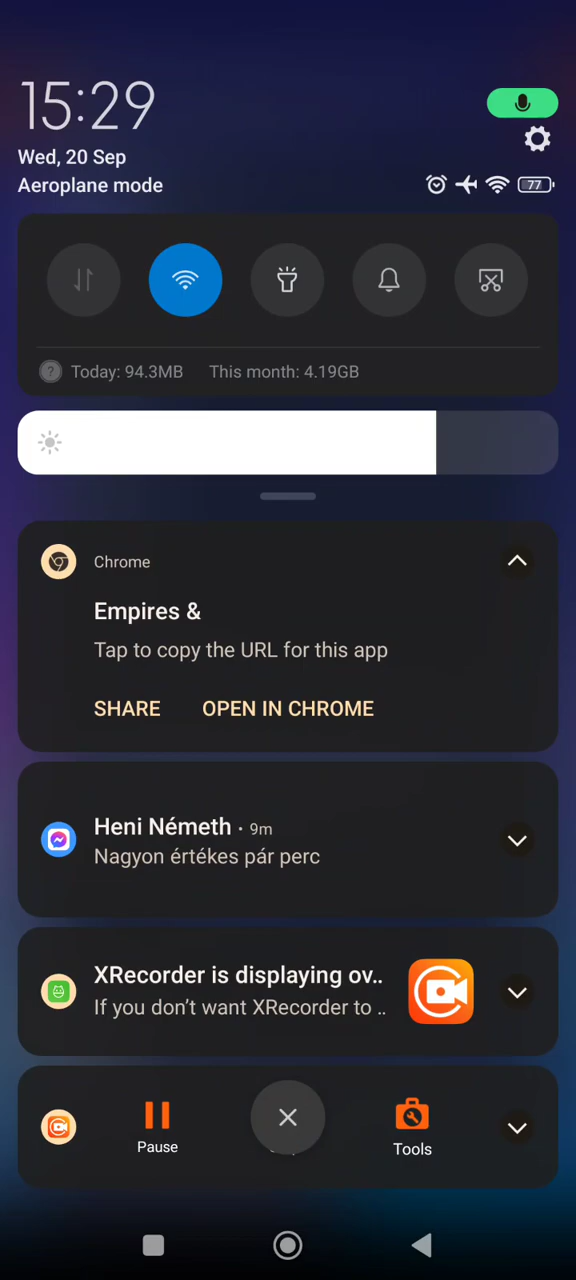 15:29
Wed, 20 Sep
Aeroplane mode
77
Today: 94.3MB This month: 4.19GB
Chrome
Empires &
Tap to copy the URL for this app
SHARE OPEN IN CHROME
Heni Németh · 9m
Nagyon értékes pár perc
XRecorder is displaying ov..
If you don't want XRecorder to ..
Pause
Tools